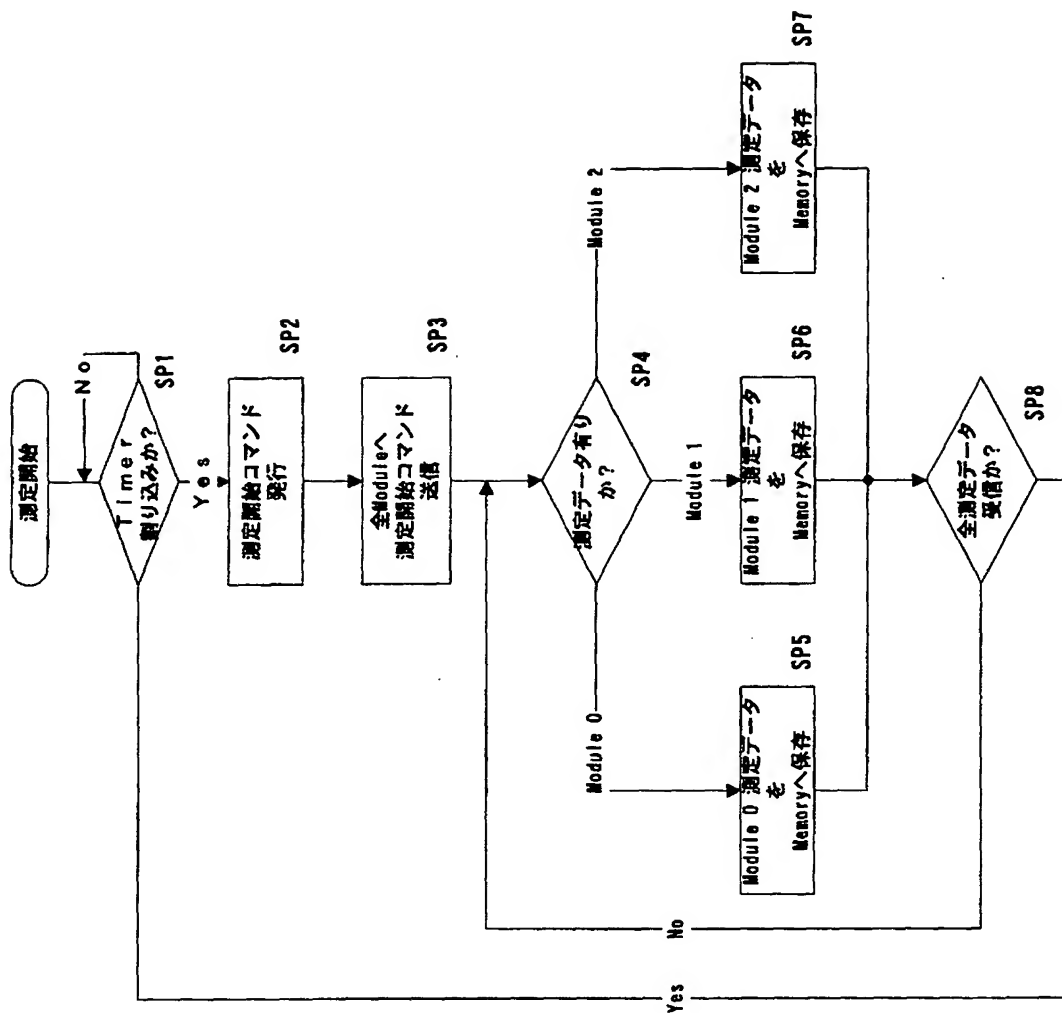 測定開始
No
Timer
割り込みか?
SP1
Yes
測定開始コマンド
発行
SP2
全Moduleへ
測定開始コマンド
送信
SP3
測定データ有り
か?
SP4
Module 0
Module 1
Module 2
Module 0 測定データ
を
Memoryへ保存
SP5
Module 1 測定データ
を
Memoryへ保存
SP6
Module 2 測定データ
を
Memoryへ保存
SP7
全測定データ
受信か?
SP8
No
Yes